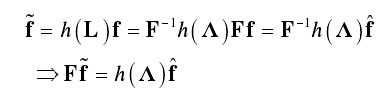 f̃ = h(L)f = F⁻¹h(Λ)Ff = F⁻¹h(Λ)f̂
⇒Ff̃ = h(Λ)f̂